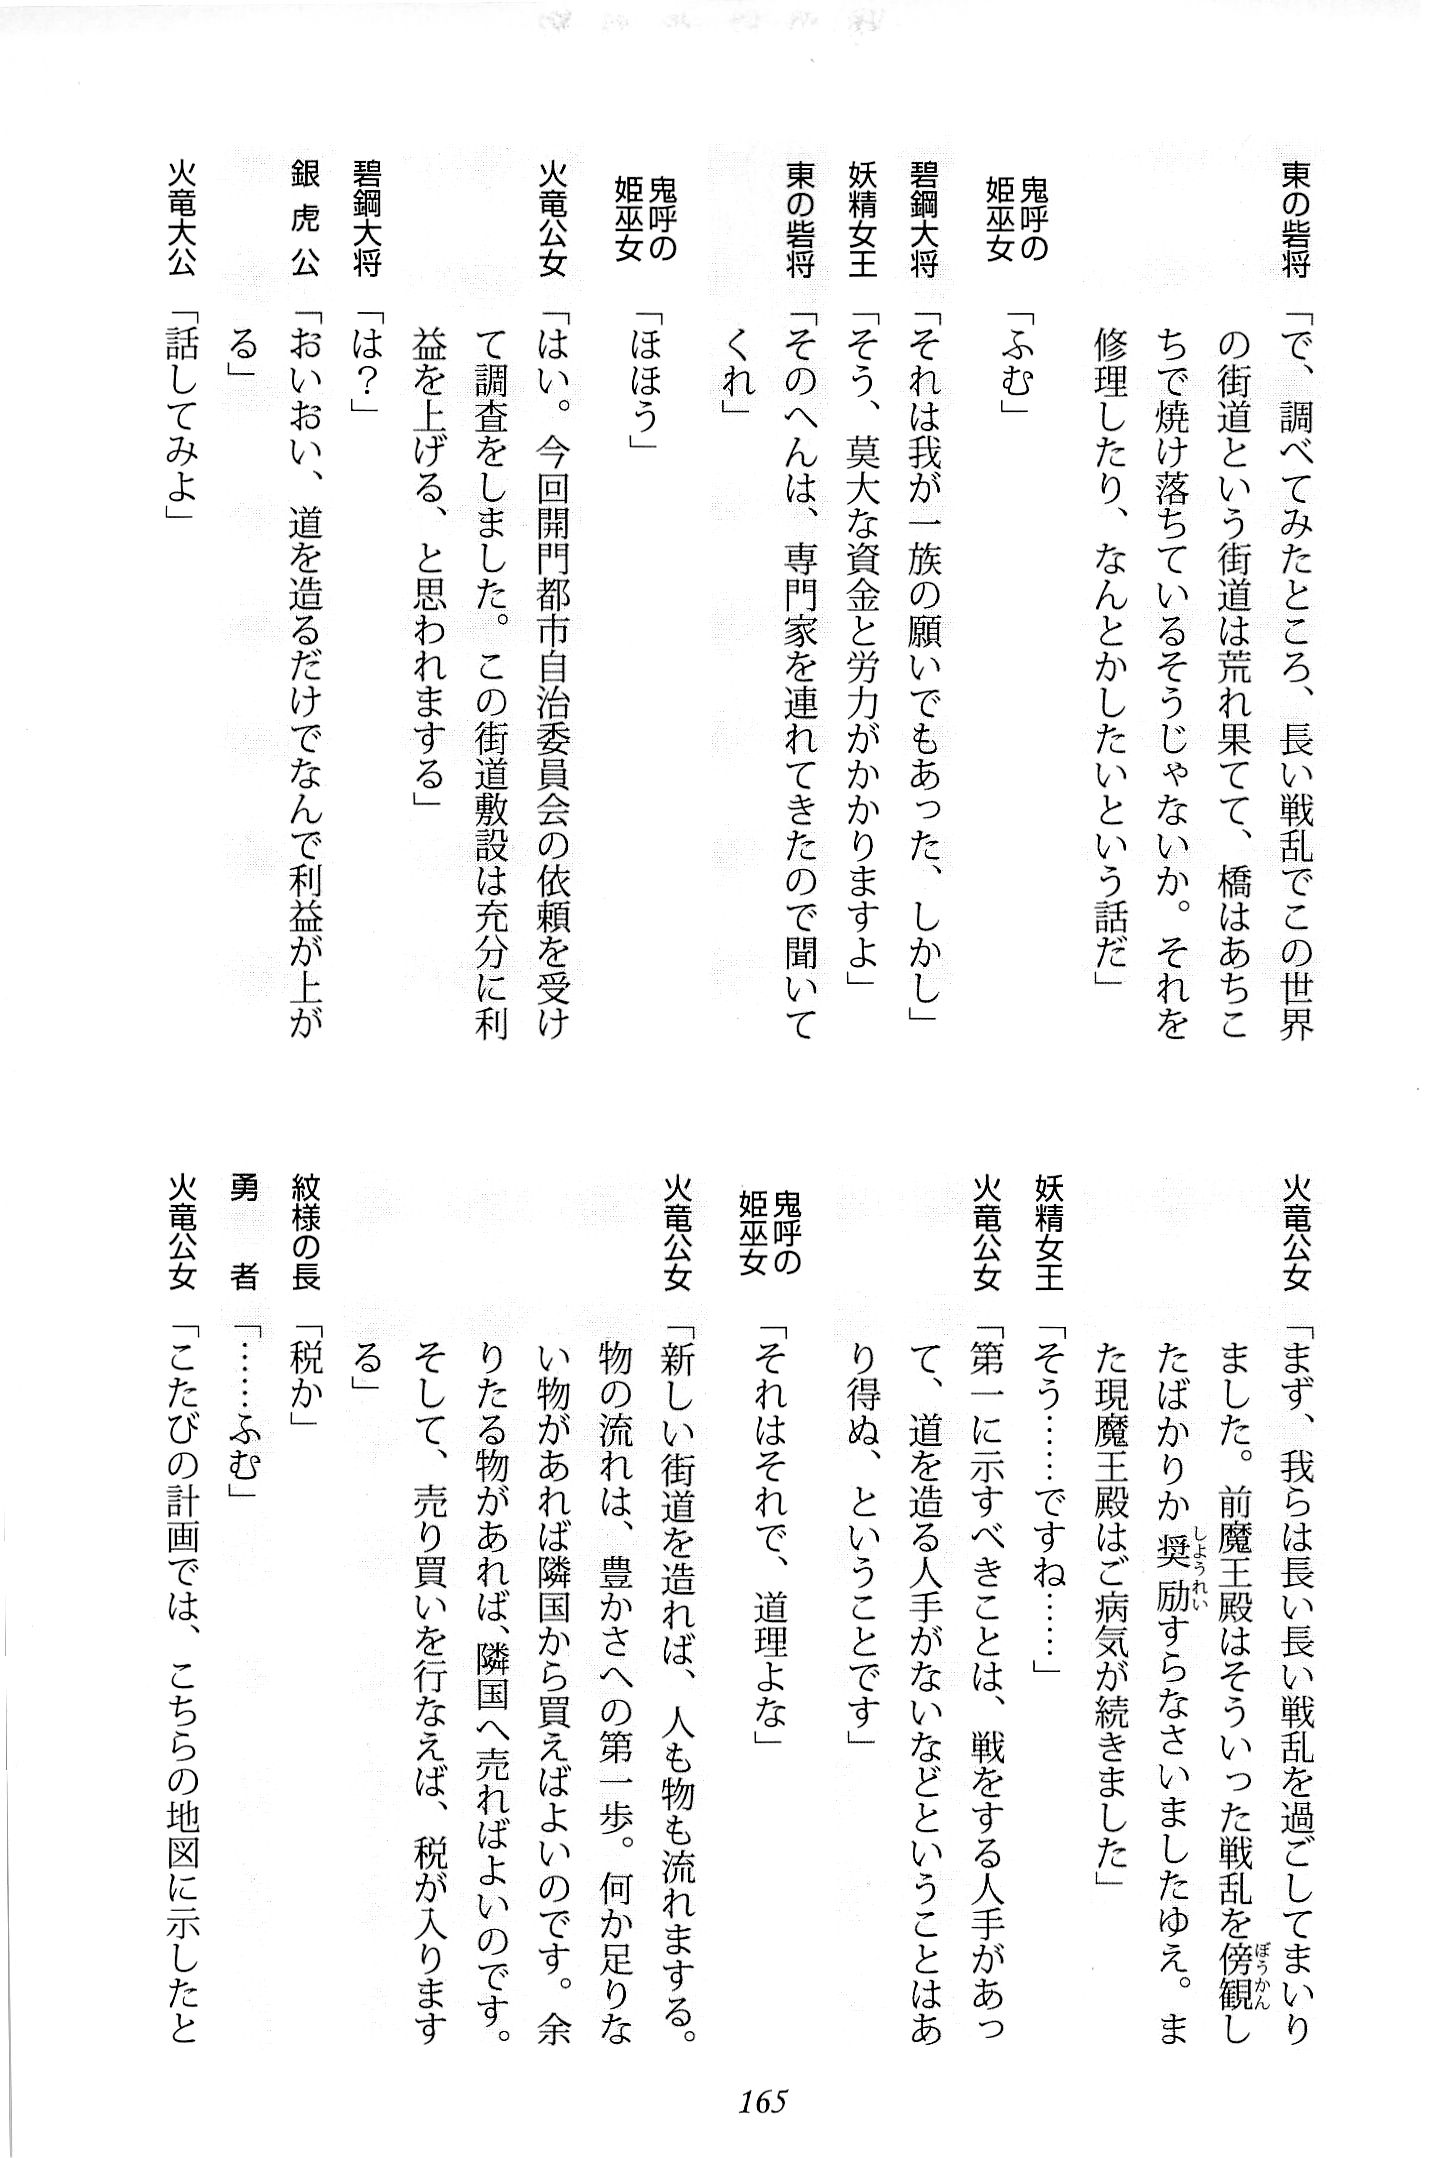 東の砦将「で、調べてみたところ、長い戦乱でこの世界
の街道という街道は荒れ果てて、橋はあちこ
ちで焼け落ちているそうじゃないか。それを
修理したり、なんとかしたいという話だ」
鬼呼の
姫巫女「ふむ」
碧鋼大将「それは我が一族の願いでもあった、しかし」
妖精女王「そう、莫大な資金と労力がかかりますよ」
東の砦将「そのへんは、専門家を連れてきたので聞いて
くれ」
鬼呼の
姫巫女「ほほう」
火竜公女「はい。今回開門都市自治委員会の依頼を受け
て調査をしました。この街道敷設は充分に利
益を上げる、と思われまする」
碧鋼大将「は？」
銀虎公「おいおい、道を造るだけでなんで利益が上が
る」
火竜大公「話してみよ」
火竜公女「まず、我らは長い長い戦乱を過ごしてまいり
ました。前魔王殿はそういった戦乱を傍観し
たばかりか奨励すらなさいましたゆえ。ま
た現魔王殿はご病気が続きました」
妖精女王「そう……ですね……」
火竜公女「第一に示すべきことは、戦をする人手があっ
て、道を造る人手がないなどということはあ
り得ぬ、ということです」
鬼呼の
姫巫女「それはそれで、道理よな」
火竜公女「新しい街道を造れば、人も物も流れまする。
物の流れは、豊かさへの第一歩。何か足りな
い物があれば隣国から買えばよいのです。余
りたる物があれば、隣国へ売ればよいのです。
そして、売り買いを行なえば、税が入ります
る」
紋様の長「税か」
勇者「……ふむ」
火竜公女「こたびの計画では、こちらの地図に示したと
165